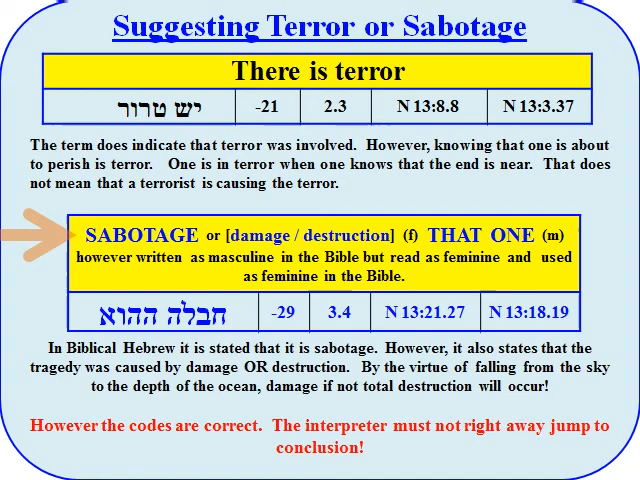 Suggesting Terror or Sabotage
There is terror
יש טרור -21 2.3 N 13:8.8 N 13:3.37
The term does indicate that terror was involved. However, knowing that one is about
to perish is terror. One is in terror when one knows that the end is near. That does
not mean that a terrorist is causing the terror.
SABOTAGE or [damage / destruction] (f) THAT ONE (m)
however written as masculine in the Bible but read as feminine and used
as feminine in the Bible.
חבלה ההוא -29 3.4 N 13:21.27 N 13:18.19
In Biblical Hebrew it is stated that it is sabotage. However, it also states that the
tragedy was caused by damage OR destruction. By the virtue of falling from the sky
to the depth of the ocean, damage if not total destruction will occur!
However the codes are correct. The interpreter must not right away jump to
conclusion!